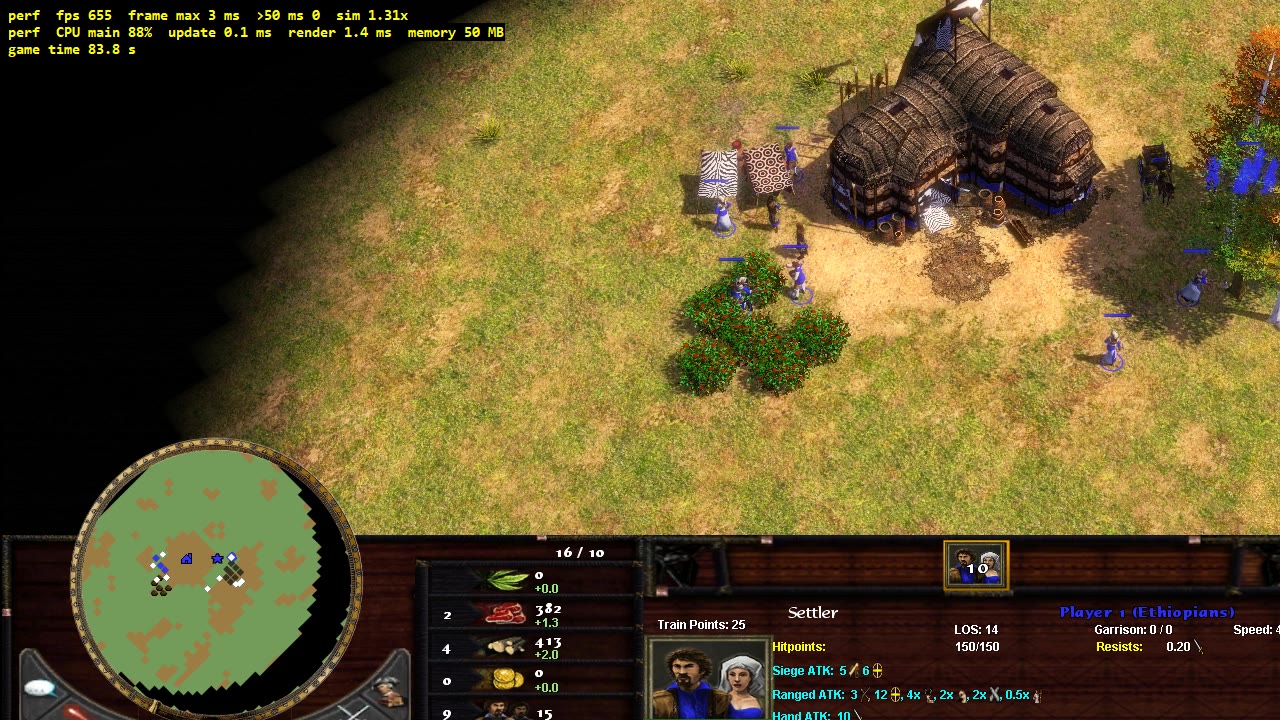 perf fps 655 frame max 3 ms >50 ms 0 sim 1.31x
perf CPU main 88% update 0.1 ms render 1.4 ms memory 50 MB
game time 83.8 s
16 / 10
0
+0.0
2 382
+1.3
4 413
+2.0
0 0
+0.0
9 15
10
Settler
Player 1 (Ethiopians)
Train Points: 25
LOS: 14
Garrison: 0 / 0
Speed: 4
Hitpoints:
150/150
Resists: 0.20
Siege ATK: 5 6
Ranged ATK: 3 12 , 4x , 2x , 2x , 0.5x
Hand ATK: 10